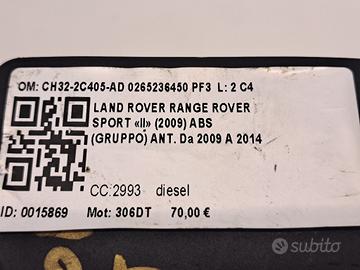 OM: CH32-2C405-AD 0265236450 PF3 L: 2 C4
LAND ROVER RANGE ROVER
SPORT «II» (2009) ABS
(GRUPPO) ANT. Da 2009 A 2014
CC:2993 diesel
ID: 0015869 Mot: 306DT 70,00 €
subito